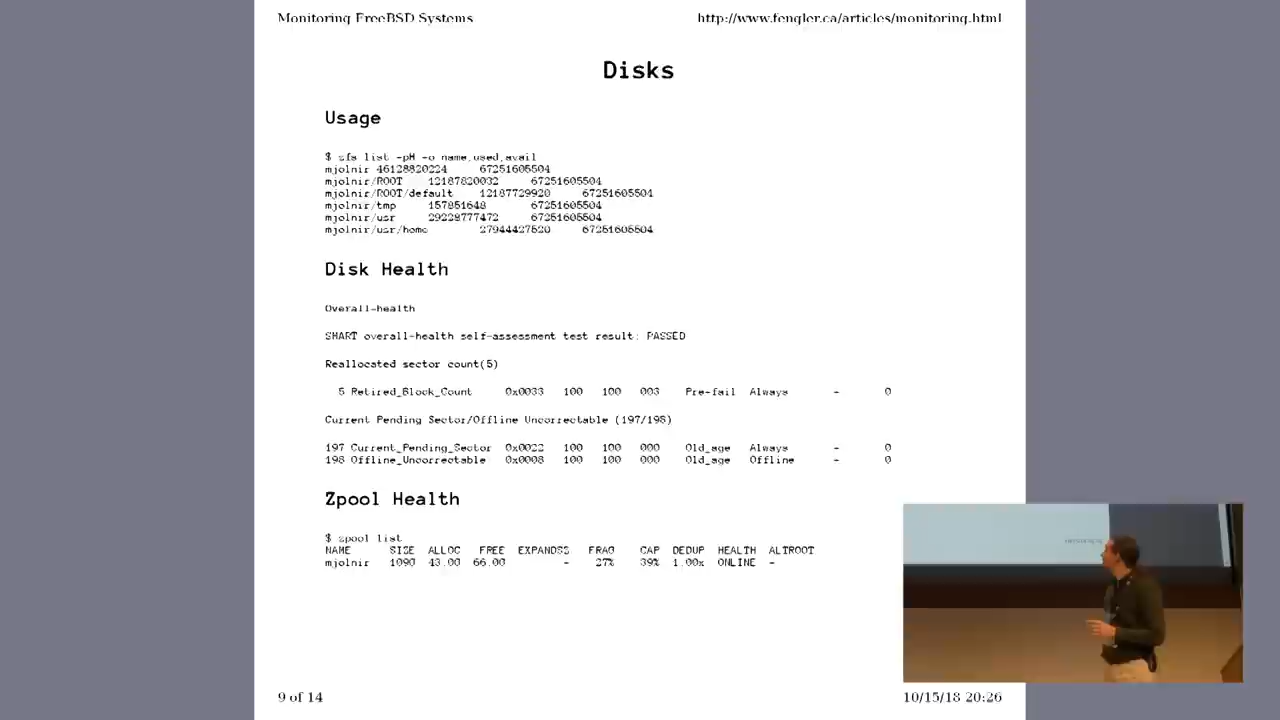 Monitoring FreeBSD Systems http://www.fengler.ca/articles/monitoring.html
Disks
Usage
$ zfs list -pH -o name,used,avail
mjolnir 46128820224 67251605504
mjolnir/ROOT 12187820032 67251605504
mjolnir/ROOT/default 12187729920 67251605504
mjolnir/tmp 157851648 67251605504
mjolnir/usr 29228777472 67251605504
mjolnir/usr/home 27944427520 67251605504
Disk Health
Overall-health
SMART overall-health self-assessment test result: PASSED
Reallocated sector count(5)
5 Retired_Block_Count 0x0033 100 100 003 Pre-fail Always - 0
Current Pending Sector/Offline Uncorrectable (197/198)
197 Current_Pending_Sector 0x0022 100 100 000 Old_age Always - 0
198 Offline_Uncorrectable 0x0008 100 100 000 Old_age Offline - 0
Zpool Health
$ zpool list
NAME SIZE ALLOC FREE EXPANDSZ FRAG CAP DEDUP HEALTH ALTROOT
mjolnir 109G 43.0G 66.0G - 27% 39% 1.00x ONLINE -
9 of 14 10/15/18 20:26